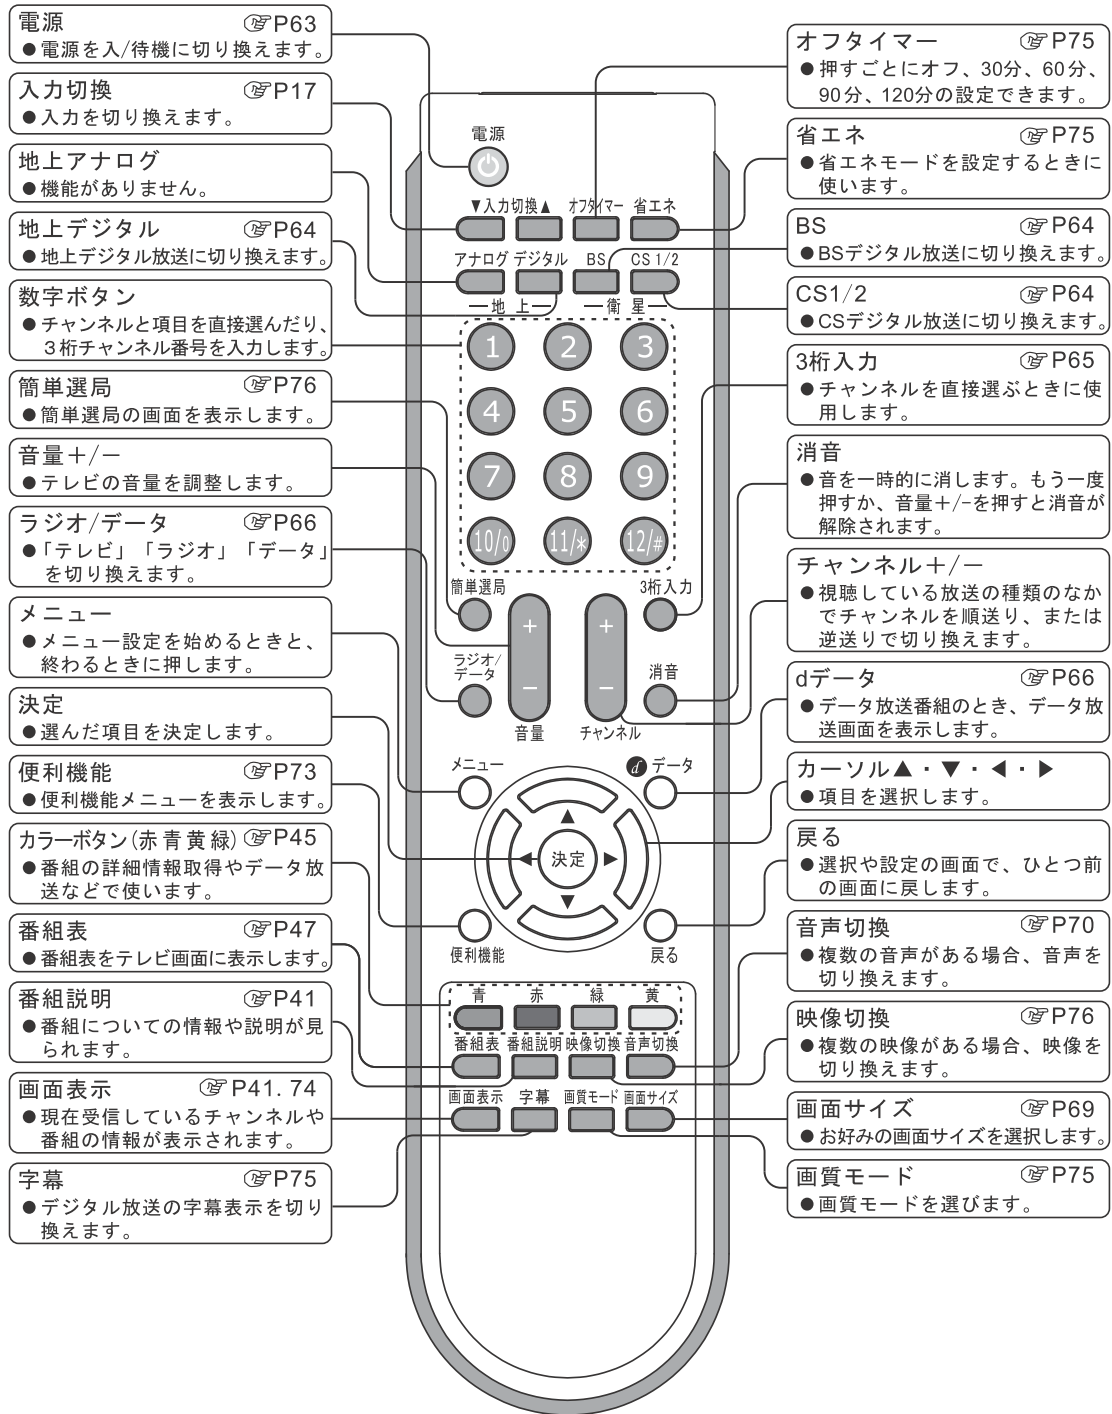 電源 P63
●電源を入/待機に切り換えます。
入力切換 P17
●入力を切り換えます。
地上アナログ
●機能がありません。
地上デジタル P64
●地上デジタル放送に切り換えます。
数字ボタン
●チャンネルと項目を直接選んだり、
３桁チャンネル番号を入力します。
簡単選局 P76
●簡単選局の画面を表示します。
音量＋/－
●テレビの音量を調整します。
ラジオ/データ P66
●「テレビ」「ラジオ」「データ」
を切り換えます。
メニュー
●メニュー設定を始めるときと、
終わるときに押します。
決定
●選んだ項目を決定します。
便利機能 P73
●便利機能メニューを表示します。
カラーボタン(赤青黄緑) P45
●番組の詳細情報取得やデータ放
送などで使います。
番組表 P47
●番組表をテレビ画面に表示します。
番組説明 P41
●番組についての情報や説明が見
られます。
画面表示 P41. 74
●現在受信しているチャンネルや
番組の情報が表示されます。
字幕 P75
●デジタル放送の字幕表示を切り
換えます。
電源
▼入力切換▲ オフタイマー 省エネ
アナログ デジタル BS CS 1/2
地 上 衛 星
1 2 3
4 5 6
7 8 9
10/0 11/* 12/#
簡単選局 3桁入力
＋ ＋
ラジオ/
データ 消音
－ －
音量 チャンネル
メニュー dデータ
▲
◀ 決定 ▶
▼
便利機能 戻る
青 赤 緑 黄
番組表 番組説明 映像切換 音声切換
画面表示 字幕 画質モード 画面サイズ
オフタイマー P75
●押すごとにオフ、30分、60分、
90分、120分の設定できます。
省エネ P75
●省エネモードを設定するときに
使います。
BS P64
●BSデジタル放送に切り換えます。
CS1/2 P64
●CSデジタル放送に切り換えます。
3桁入力 P65
●チャンネルを直接選ぶときに使
用します。
消音
●音を一時的に消します。もう一度
押すか、音量＋/-を押すと消音が
解除されます。
チャンネル＋/－
●視聴している放送の種類のなか
でチャンネルを順送り、または
逆送りで切り換えます。
dデータ P66
●データ放送番組のとき、データ放
送画面を表示します。
カーソル▲・▼・◀・▶
●項目を選択します。
戻る
●選択や設定の画面で、ひとつ前
の画面に戻します。
音声切換 P70
●複数の音声がある場合、音声を
切り換えます。
映像切換 P76
●複数の映像がある場合、映像を
切り換えます。
画面サイズ P69
●お好みの画面サイズを選択します。
画質モード P75
●画質モードを選びます。